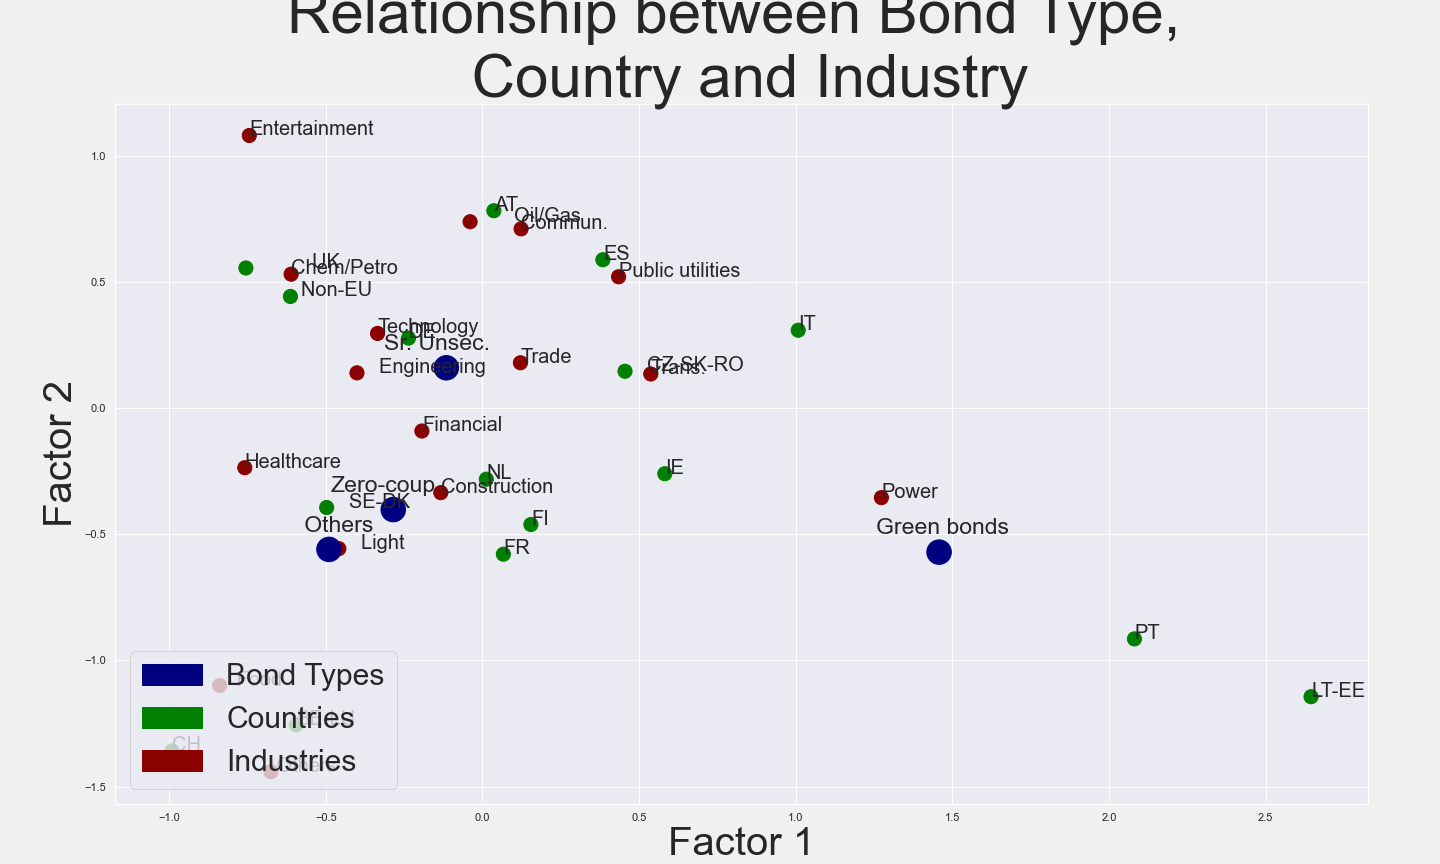 Relationship between Bond Type,
Country and Industry
Entertainment
AT
Oil/Gas
Commun.
ES
Public utilities
UK
Chem/Petro
Non-EU
IT
Technology
DE
Sr. Unsec.
Trade
Engineering
CZ-SK-RO
Trans.
Financial
Healthcare
NL
IE
Zero-coup.
Construction
SE-DK
Power
Others
FI
Green bonds
Light
FR
PT
LT-EE
CH
Bond Types
Countries
Industries
1.0
0.5
0.0
−0.5
−1.0
−1.5
−1.0
−0.5
0.0
0.5
1.0
1.5
2.0
2.5
Factor 2
Factor 1